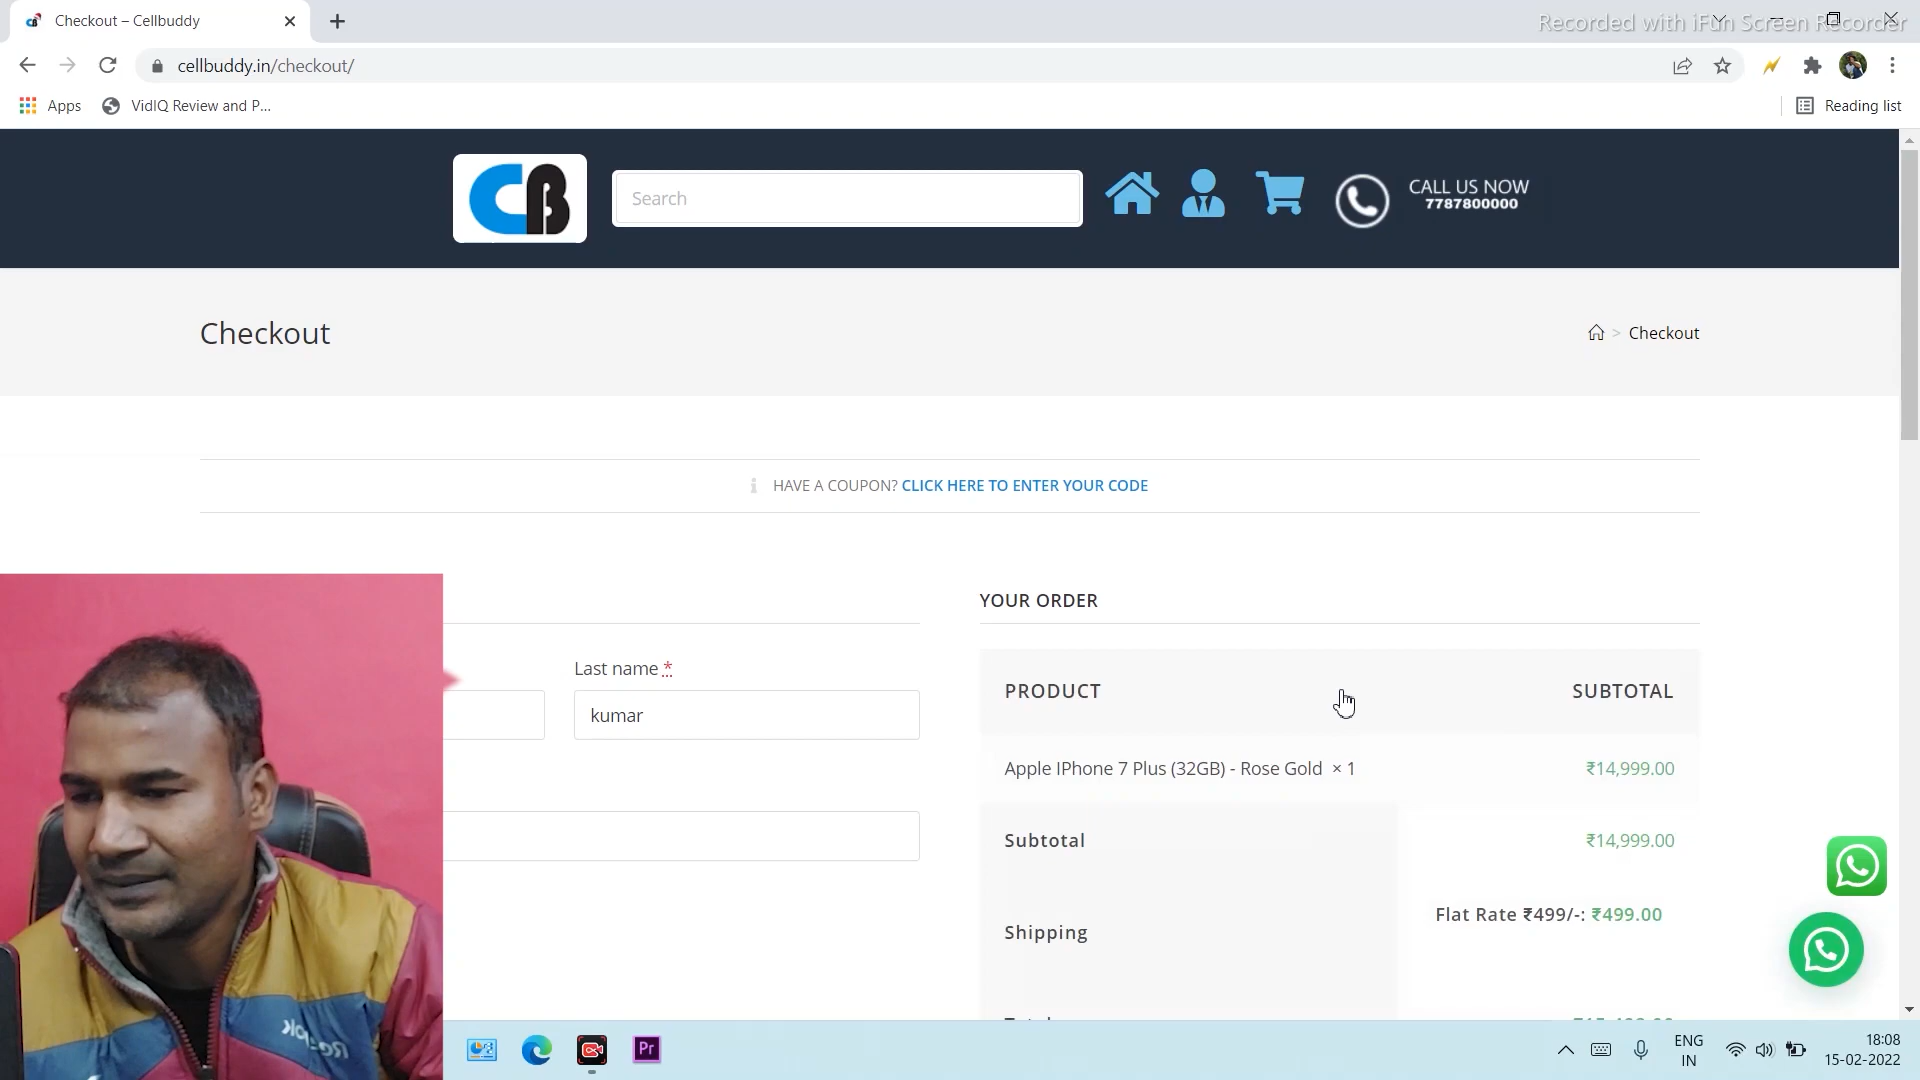 Checkout – Cellbuddy
Recorded with iFun Screen Recorder
cellbuddy.in/checkout/
Apps
VidIQ Review and P...
Reading list
CB
Search
CALL US NOW
7787800000
Checkout
> Checkout
HAVE A COUPON? CLICK HERE TO ENTER YOUR CODE
YOUR ORDER
Last name *
kumar
PRODUCT
SUBTOTAL
Apple IPhone 7 Plus (32GB) - Rose Gold × 1
₹14,999.00
Subtotal
₹14,999.00
Shipping
Flat Rate ₹499/-: ₹499.00
Pr
ENG
IN
18:08
15-02-2022